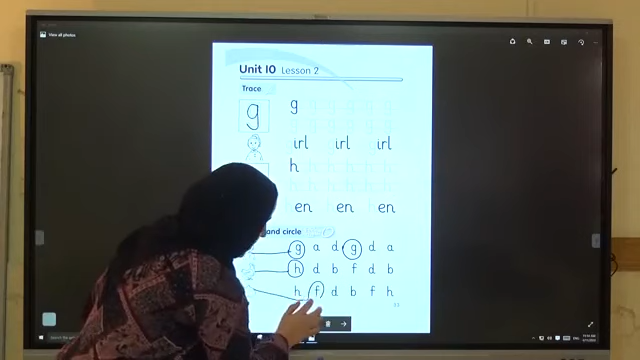 View all photos
Unit 10 Lesson 2
Trace
g g
irl irl irl
h
en en en
and circle
g a d g d a
h d b f d b
h f d b f h